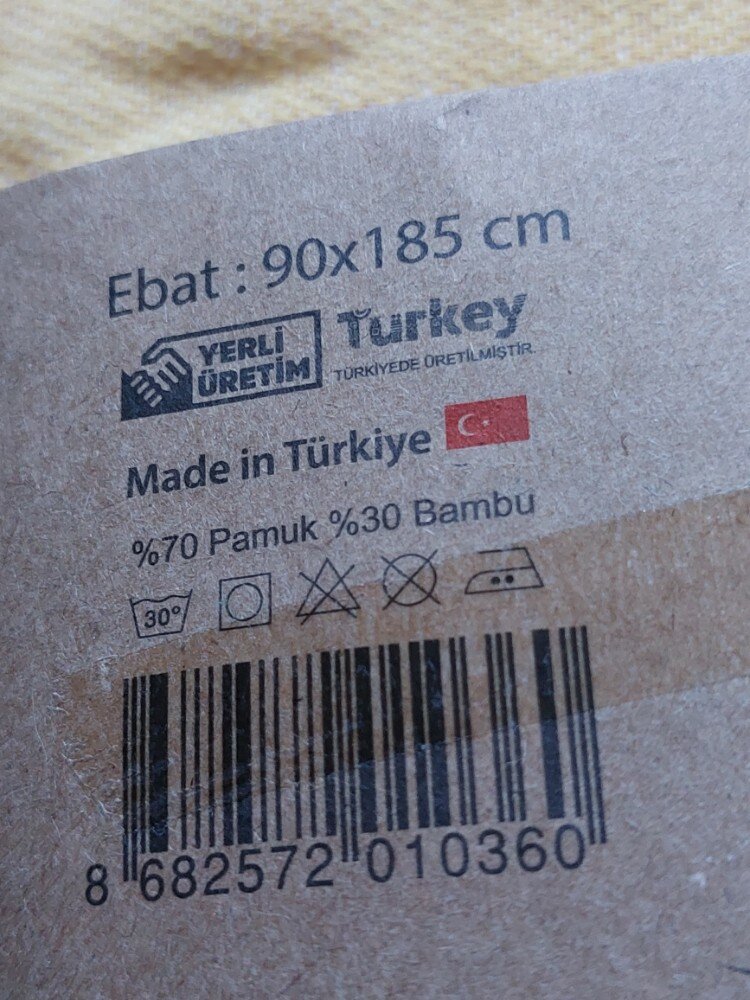 Ebat : 90x185 cm
YERLİ
ÜRETİM
Turkey
TÜRKİYEDE ÜRETİLMİŞTİR.
Made in Türkiye
%70 Pamuk %30 Bambu
30°
8 682572 010360